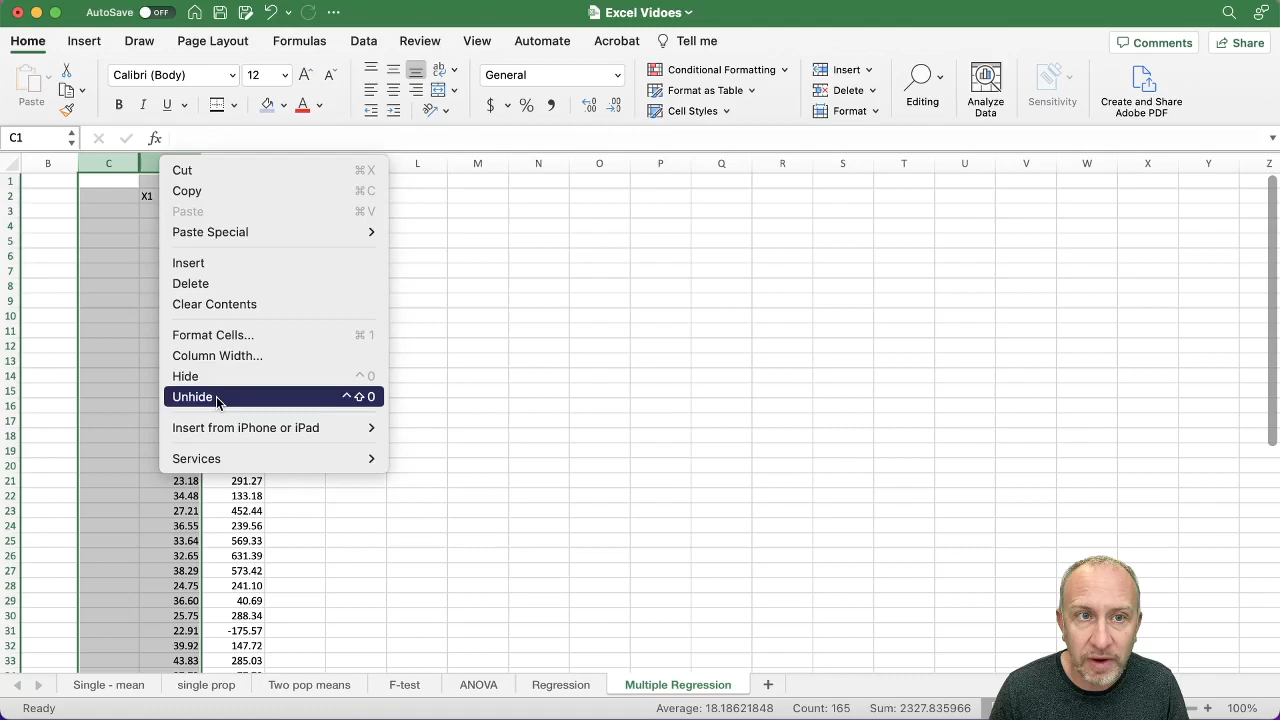 AutoSave OFF
Excel Vidoes
Home Insert Draw Page Layout Formulas Data Review View Automate Acrobat Tell me
Comments Share
Paste
Calibri (Body) 12
General
Conditional Formatting
Format as Table
Cell Styles
Insert
Delete
Format
Editing
Analyze Data
Sensitivity
Create and Share Adobe PDF
C1 fx
B C L M N O P Q R S T U V W X Y Z
1
2 X1
3
4
5
6
7
8
9
10
11
12
13
14
15
16
17
18
19
20
Cut ⌘X
Copy ⌘C
Paste ⌘V
Paste Special
Insert
Delete
Clear Contents
Format Cells... ⌘1
Column Width...
Hide ^0
Unhide ^⇧0
Insert from iPhone or iPad
Services
21 23.18 291.27
22 34.48 133.18
23 27.21 452.44
24 36.55 239.56
25 33.64 569.33
26 32.65 631.39
27 38.29 573.42
28 24.75 241.10
29 36.60 40.69
30 25.75 288.34
31 22.91 -175.57
32 39.92 147.72
33 43.83 285.03
Single - mean single prop Two pop means F-test ANOVA Regression Multiple Regression +
Ready Average: 18.18621848 Count: 165 Sum: 2327.835966 + 100%